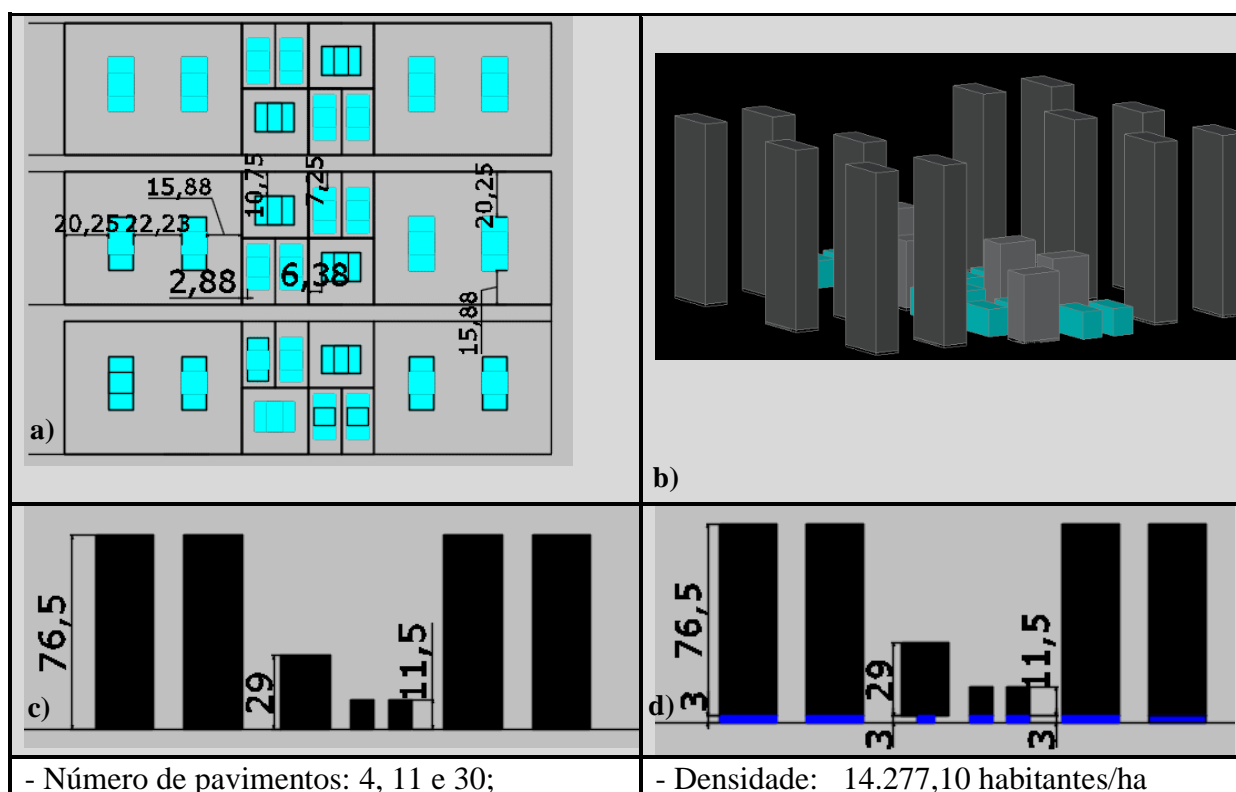 15,88
10,75
7,25
20,25
20,25 22,23
2,88
6,38
15,88
a)
b)
76,5
29
11,5
c)
76,5
3
29
3
11,5
3
d)
- Número de pavimentos: 4, 11 e 30;
- Densidade: 14.277,10 habitantes/ha